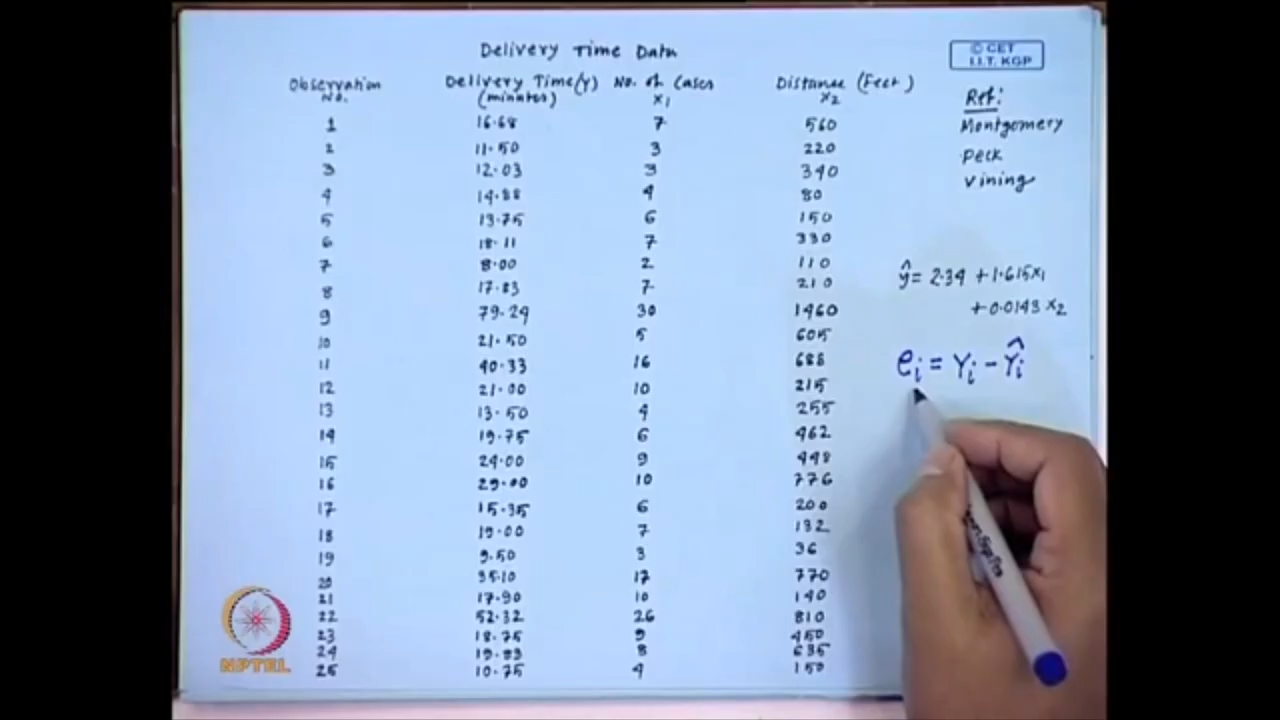 Delivery Time Data
© CET
I.I.T. KGP
Observation No. Delivery Time(Y) (minutes) No. of Cases X1 Distance (Feet) X2
1 16.68 7 560
2 11.50 3 220
3 12.03 3 340
4 14.88 4 80
5 13.75 6 150
6 18.11 7 330
7 8.00 2 110
8 17.83 7 210
9 79.24 30 1460
10 21.50 5 605
11 40.33 16 688
12 21.00 10 215
13 13.50 4 255
14 19.75 6 462
15 24.00 9 448
16 29.00 10 776
17 15.35 6 200
18 19.00 7 132
19 9.50 3 36
20 35.10 17 770
21 17.90 10 140
22 52.32 26 810
23 18.75 9 450
24 19.83 8 635
25 10.75 4 150
Ref:
Montgomery
Peck
Vining
ŷ = 2.34 + 1.615x1
+ 0.0143 x2
ei = Yi - Ŷi
NPTEL